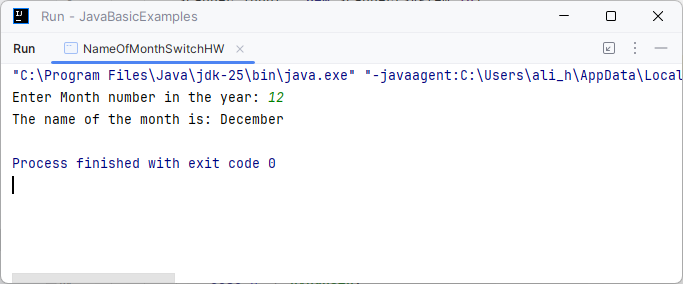 Run - JavaBasicExamples
Run NameOfMonthSwitchHW
"C:\Program Files\Java\jdk-25\bin\java.exe" "-javaagent:C:\Users\ali_h\AppData\Local
Enter Month number in the year: 12
The name of the month is: December
Process finished with exit code 0